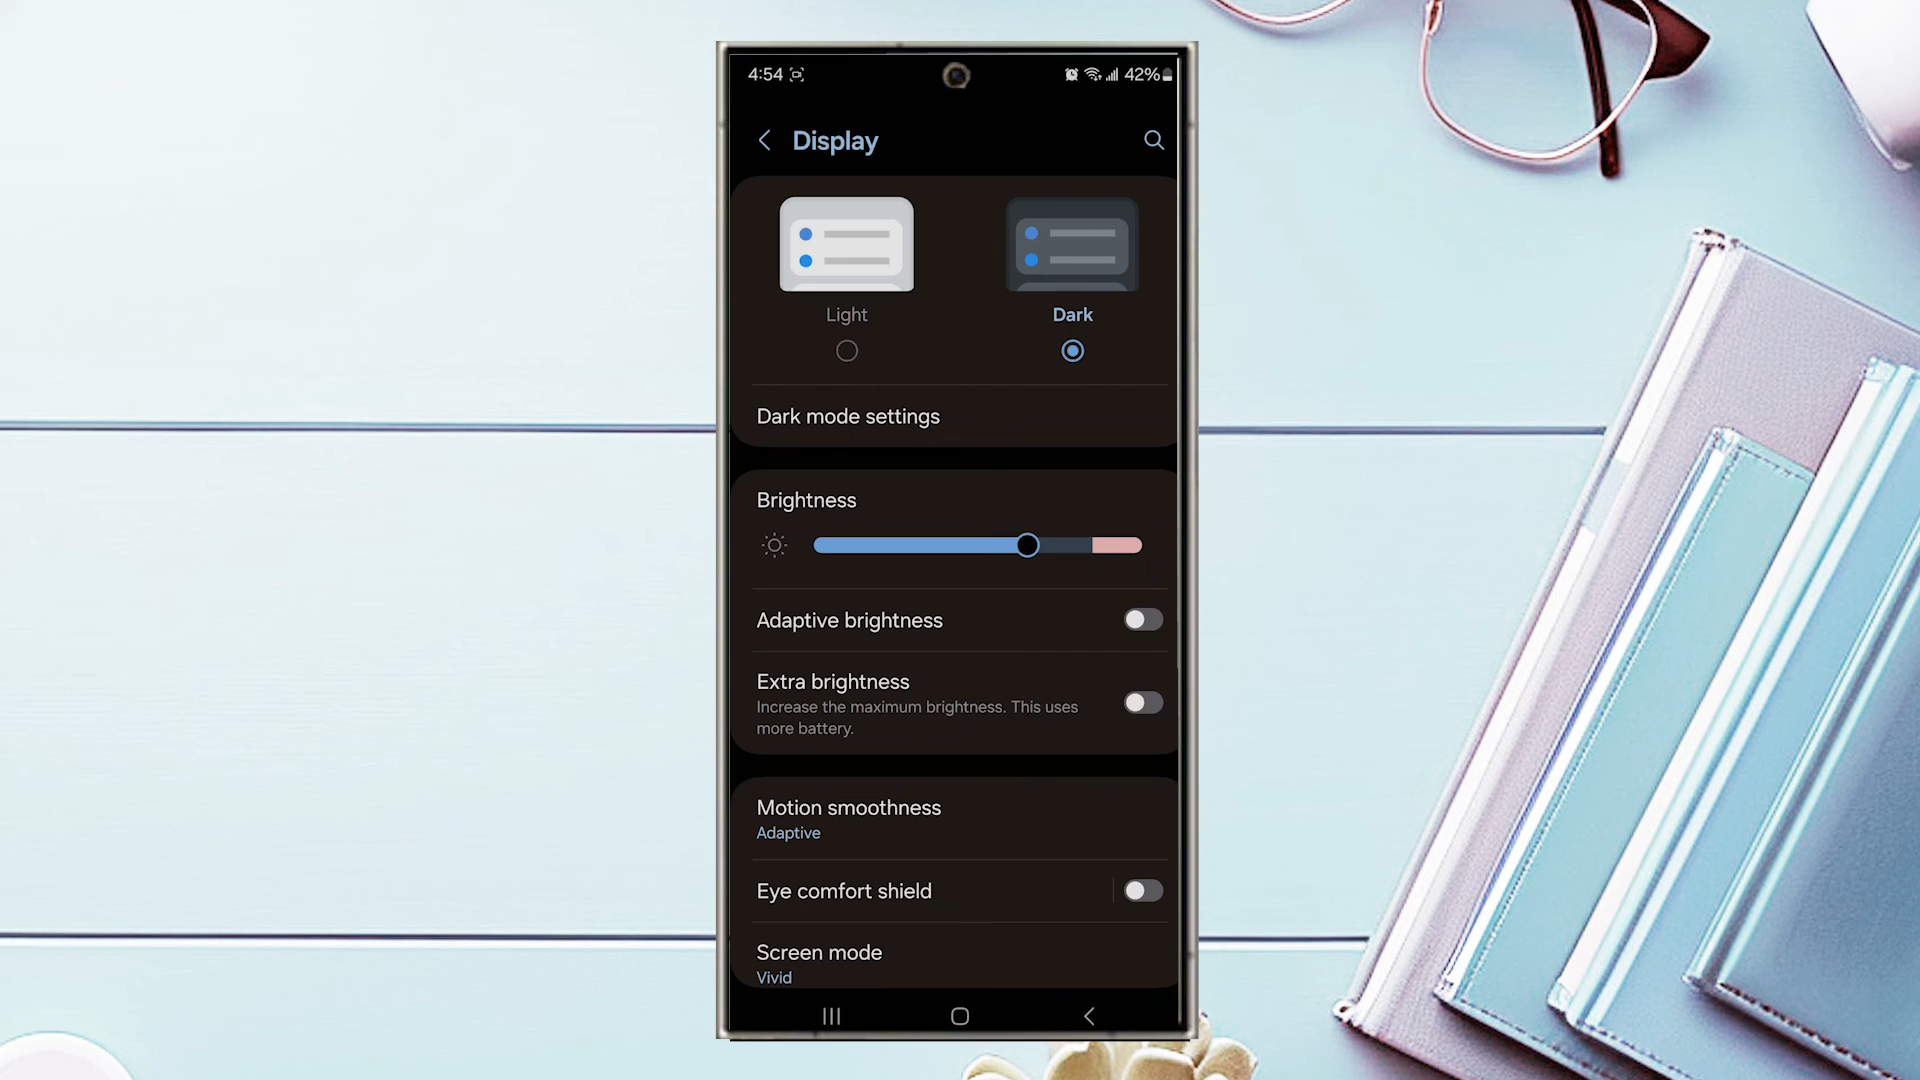 4:54
42%
Display
Light
Dark
Dark mode settings
Brightness
Adaptive brightness
Extra brightness
Increase the maximum brightness. This uses
more battery.
Motion smoothness
Adaptive
Eye comfort shield
Screen mode
Vivid